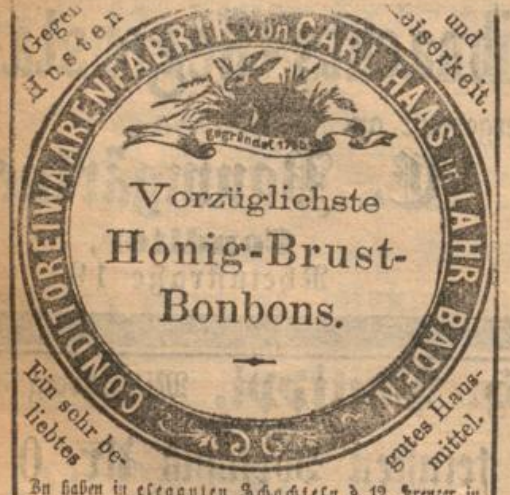 Gegen
Husten
und
Heiserkeit.
CONDITOREIWAARENFABRIK von CARL HAAS in LAHR BADEN.
Gegründet
Vorzüglichste
Honig-Brust-
Bonbons.
Ein sehr be-
liebtes
gutes Haus-
mittel.
Zu haben in eleganten Schachteln à 12 Kreuzer in